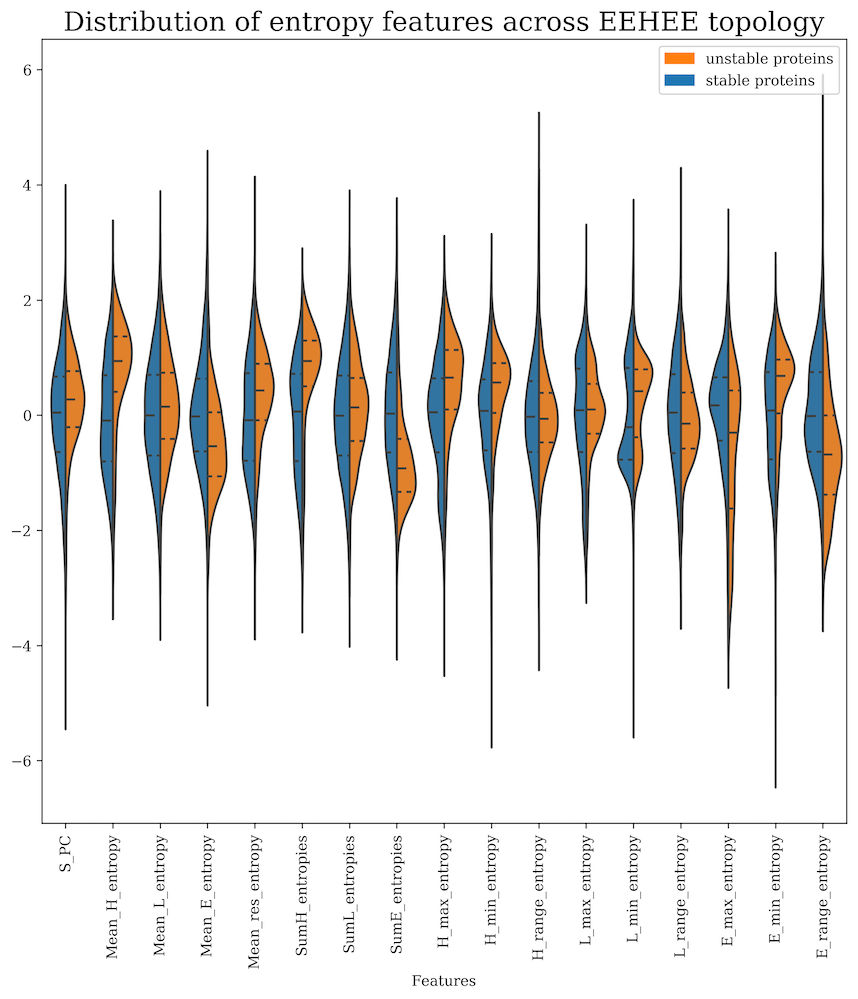 Distribution of entropy features across EEHEE topology
unstable proteins
stable proteins
6
4
2
0
−2
−4
−6
S_PC
Mean_H_entropy
Mean_L_entropy
Mean_E_entropy
Mean_res_entropy
SumH_entropies
SumL_entropies
SumE_entropies
H_max_entropy
H_min_entropy
H_range_entropy
L_max_entropy
L_min_entropy
L_range_entropy
E_max_entropy
E_min_entropy
E_range_entropy
Features